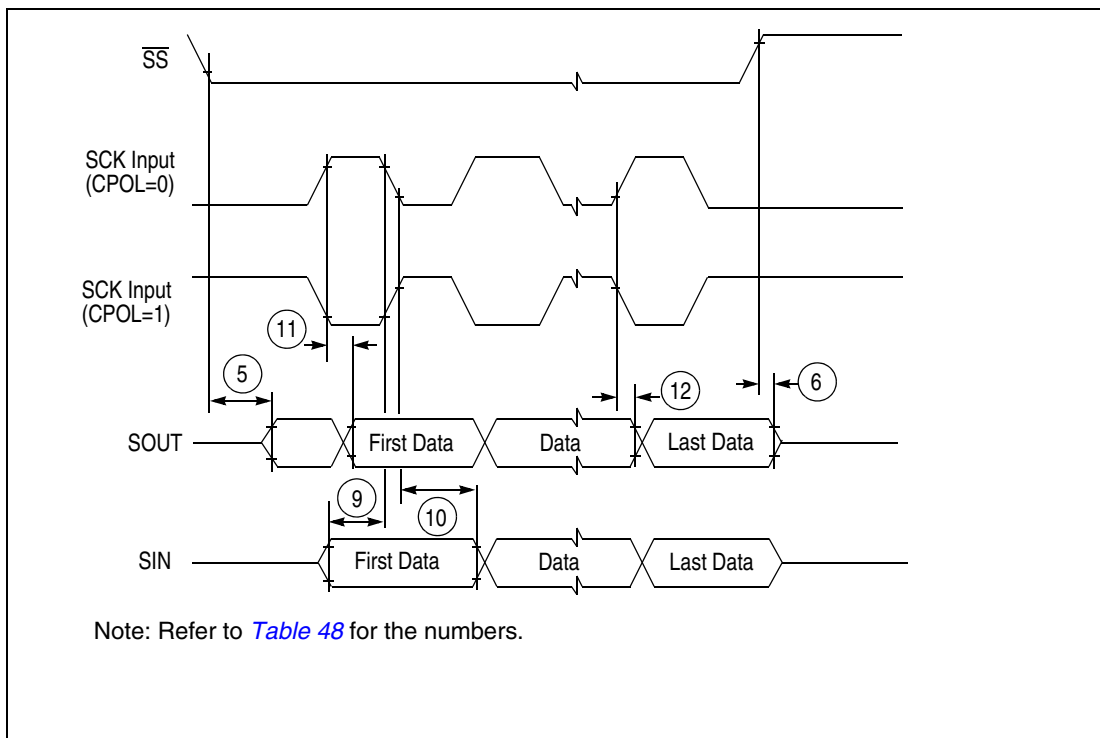 SS
SCK Input
(CPOL=0)
SCK Input
(CPOL=1)
11
5
12
6
SOUT
First Data
Data
Last Data
9
10
SIN
First Data
Data
Last Data
Note: Refer to Table 48 for the numbers.